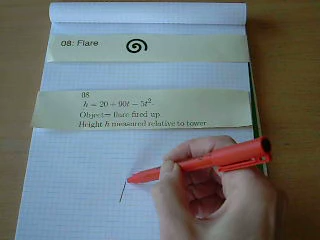 08: Flare
08.
h = 20 + 90t − 5t².
Object= flare fired up
Height h measured relative to tower